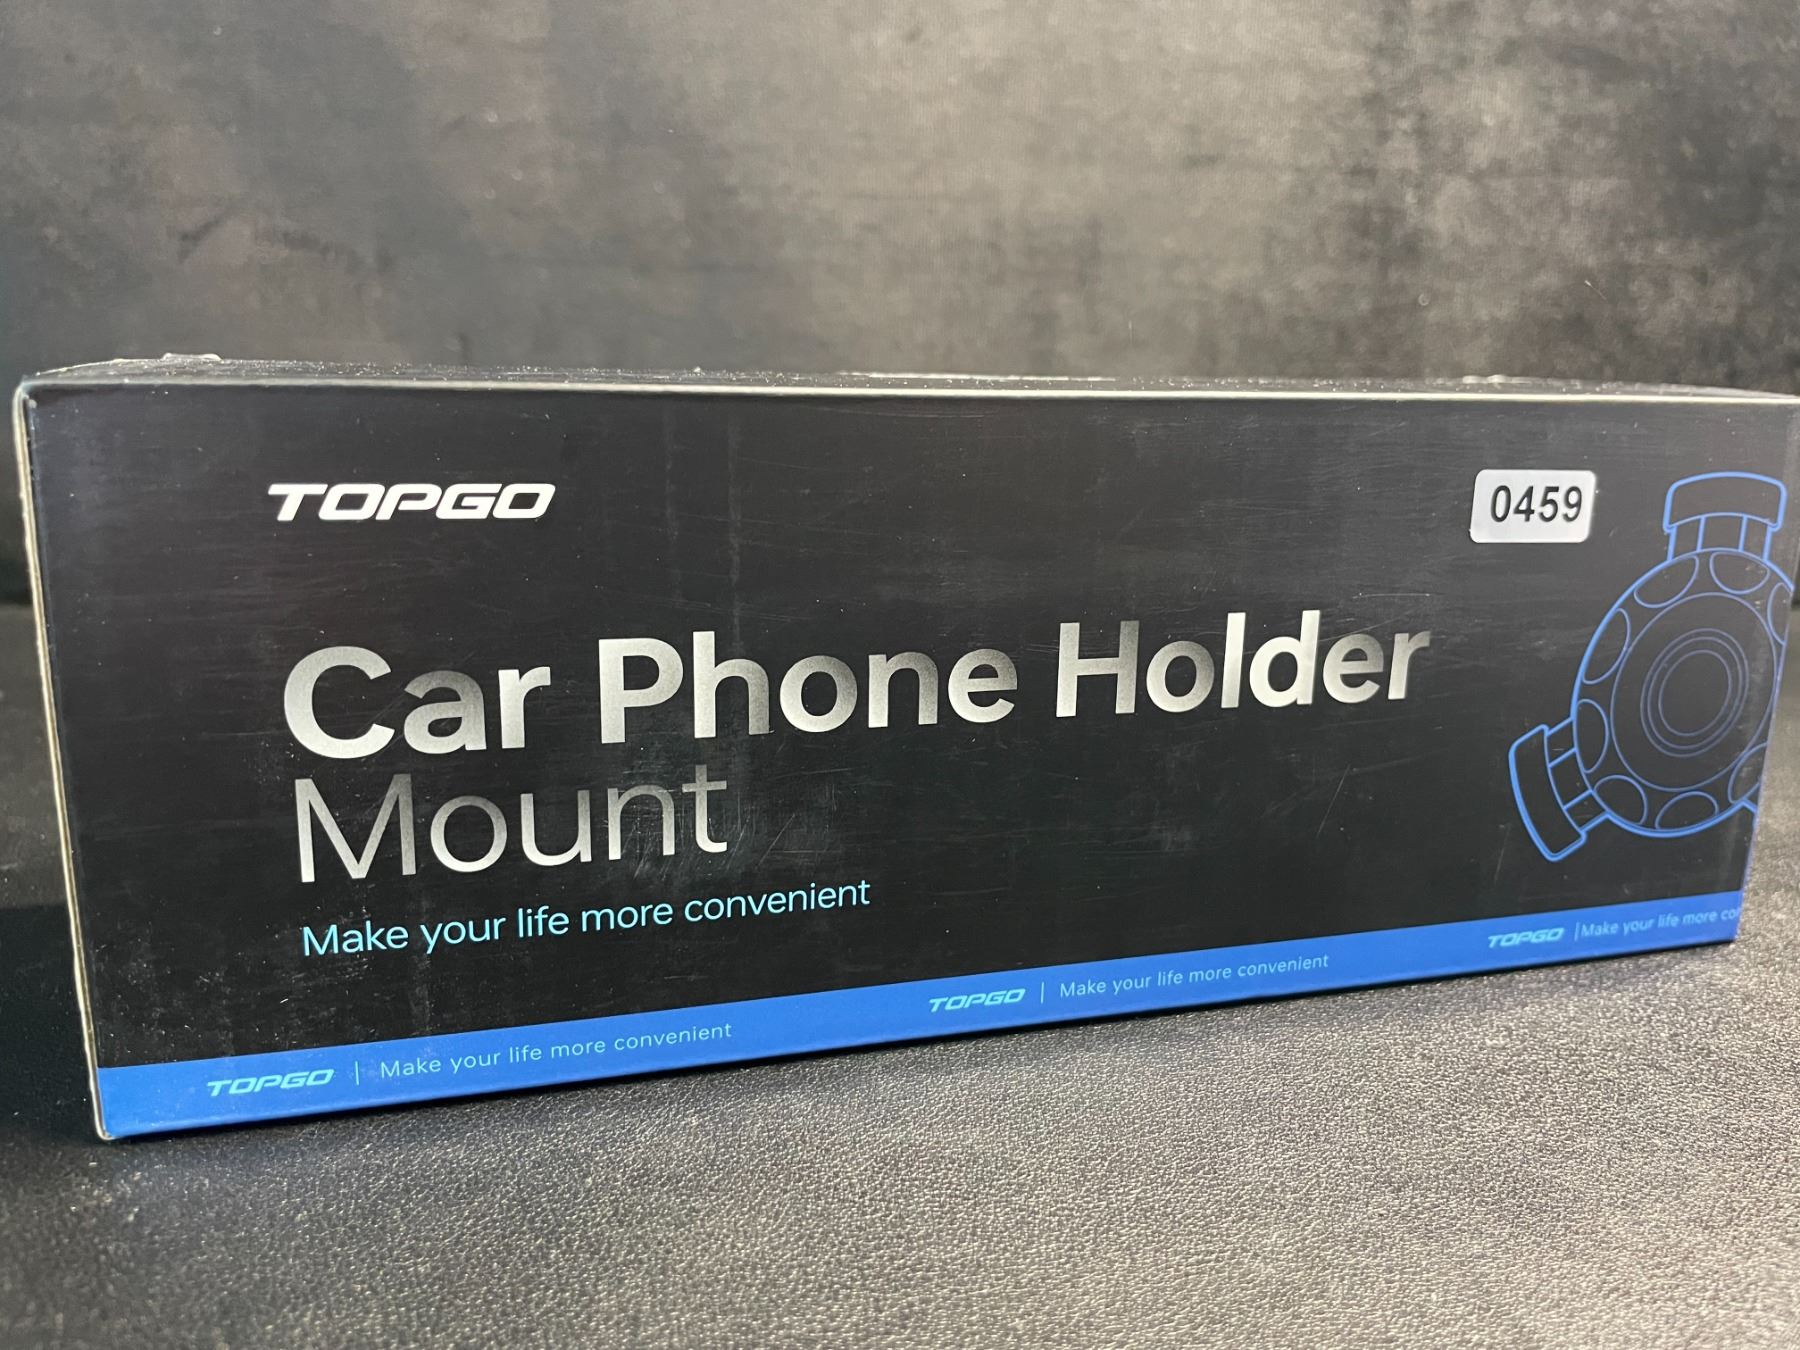 TOPGO
0459
Car Phone Holder
Mount
Make your life more convenient
TOPGO | Make your life more convenient
TOPGO | Make your life more convenient
TOPGO | Make your life more